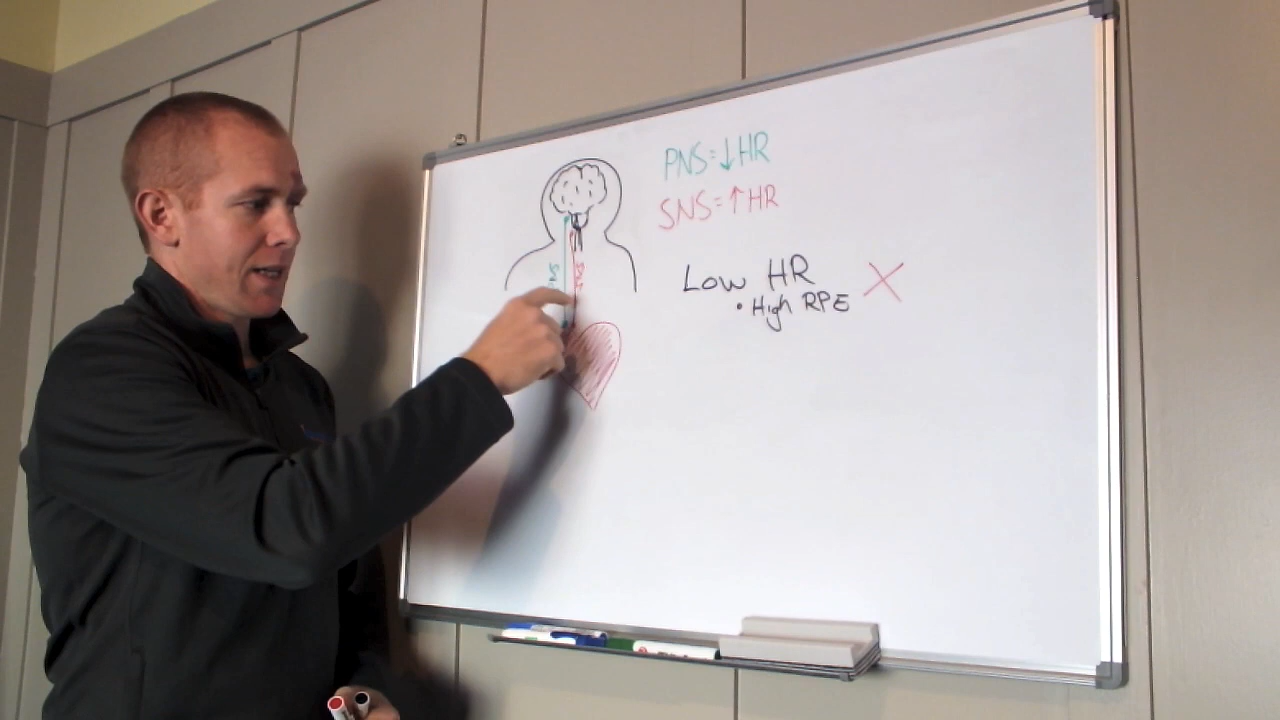 PNS=↓HR
SNS=↑HR
Low HR
• High RPE